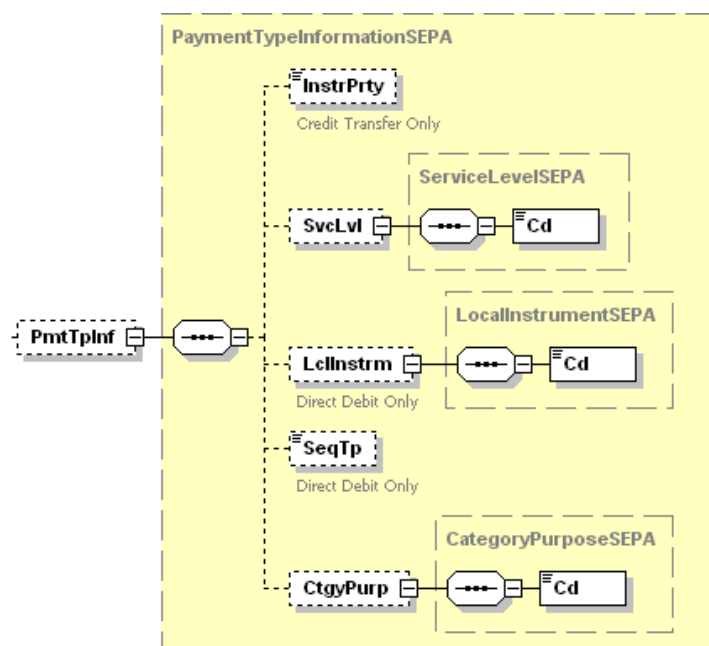 PaymentTypeInformationSEPA
InstrPrty
Credit Transfer Only
ServiceLevelSEPA
SvcLvl
Cd
PmtTpInf
LocalInstrumentSEPA
LclInstrm
Cd
Direct Debit Only
SeqTp
Direct Debit Only
CategoryPurposeSEPA
CtgyPurp
Cd